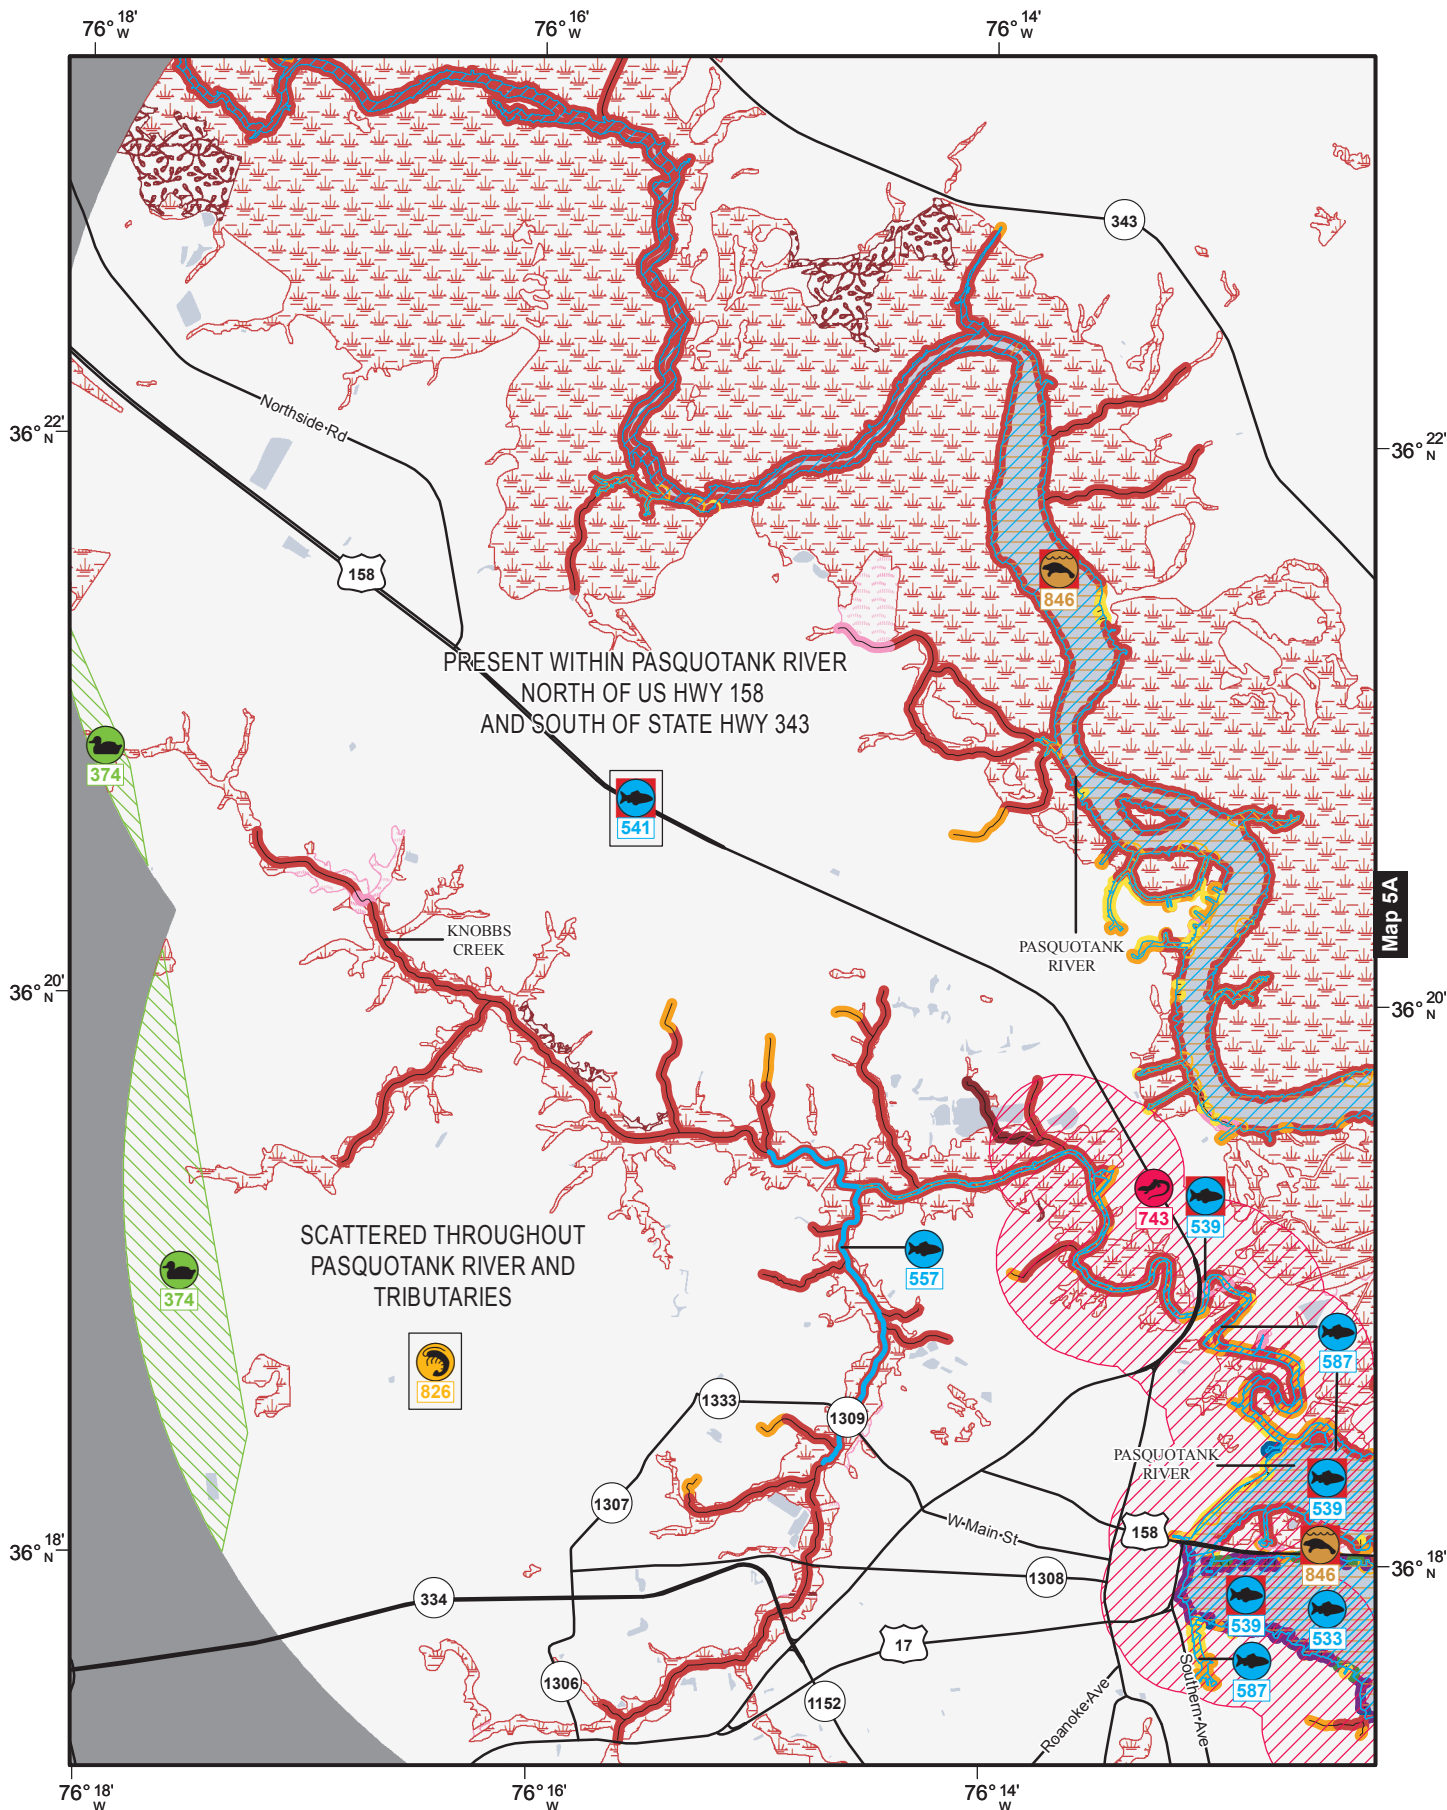 76° 18' W
76° 16' W
76° 14' W
343
Northside Rd
36° 22' N
36° 22' N
158
846
PRESENT WITHIN PASQUOTANK RIVER
NORTH OF US HWY 158
AND SOUTH OF STATE HWY 343
374
541
Map 5A
KNOBBS
CREEK
PASQUOTANK
RIVER
36° 20' N
36° 20' N
743
539
SCATTERED THROUGHOUT
PASQUOTANK RIVER AND
TRIBUTARIES
557
374
587
826
1333
1309
PASQUOTANK
RIVER
539
1307
W Main St
158
36° 18' N
36° 18' N
846
1308
334
539
533
17
587
1306
1152
Roanoke Ave
Southern Ave
76° 18' W
76° 16' W
76° 14' W